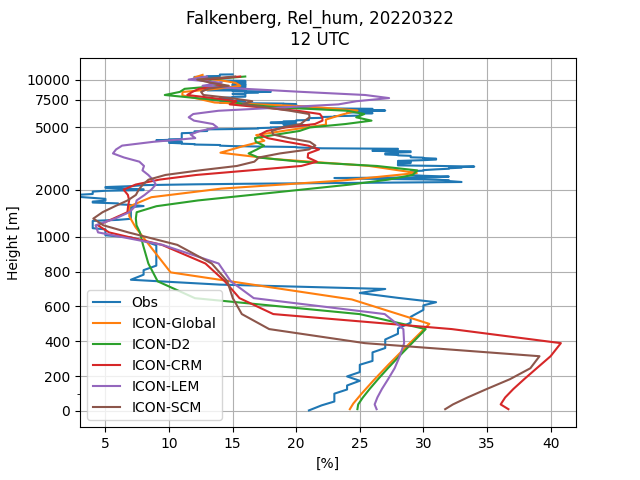 Falkenberg, Rel_hum, 20220322
12 UTC
Height [m]
10000
7500
5000
2000
1000
800
600
400
200
0
Obs
ICON-Global
ICON-D2
ICON-CRM
ICON-LEM
ICON-SCM
5 10 15 20 25 30 35 40
[%]